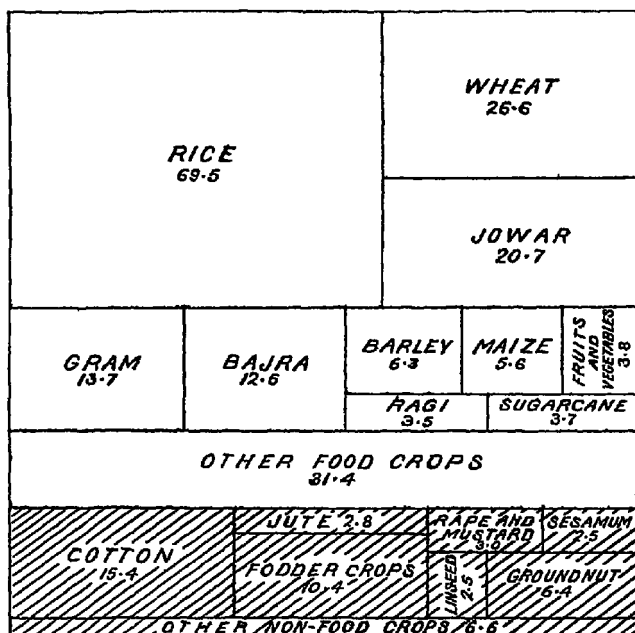 RICE
69·5
WHEAT
26·6
JOWAR
20·7
GRAM
13·7
BAJRA
12·6
BARLEY
6·3
MAIZE
5·6
FRUITS
AND
VEGETABLES
3·8
RAGI
3·5
SUGARCANE
3·7
OTHER FOOD CROPS
31·4
COTTON
15·4
JUTE 2·8
FODDER CROPS
10·4
RAPE AND
MUSTARD
SESAMUM
2·5
LINSEED
2·5
GROUNDNUT
6·4
OTHER NON-FOOD CROPS 6·6